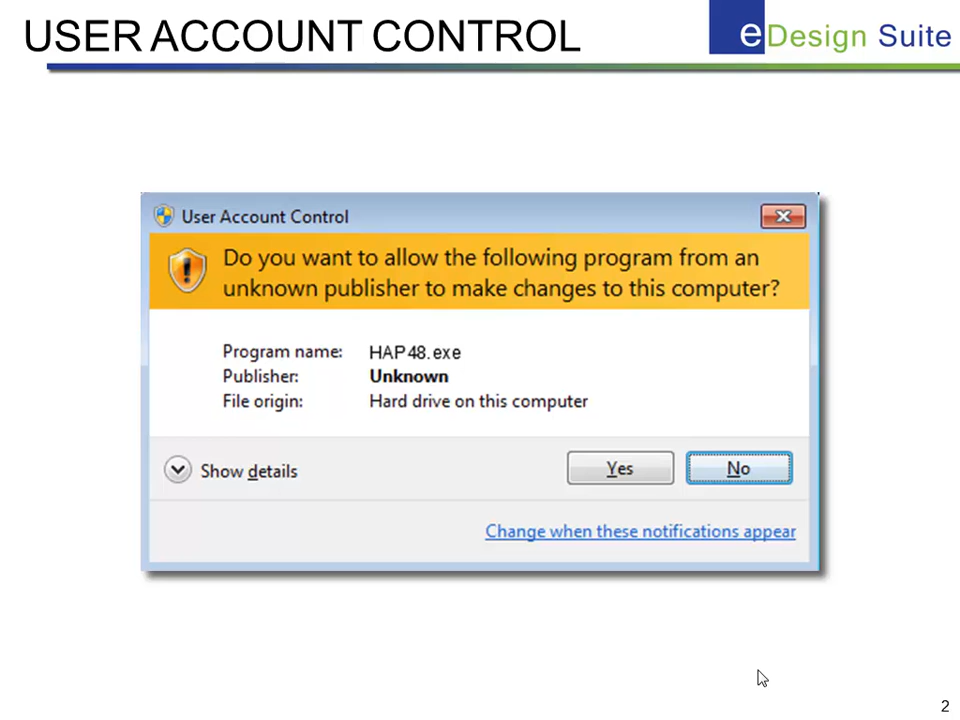 USER ACCOUNT CONTROL
eDesign Suite
User Account Control
Do you want to allow the following program from an
unknown publisher to make changes to this computer?
Program name: HAP48.exe
Publisher: Unknown
File origin: Hard drive on this computer
Show details
Yes
No
Change when these notifications appear
2